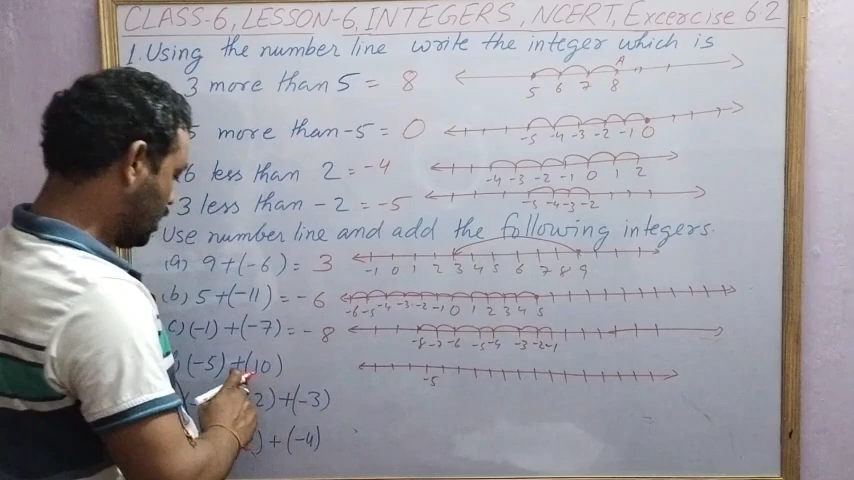 CLASS-6, LESSON-6, INTEGERS, NCERT, Excercise 6.2
1. Using the number line write the integer which is
3 more than 5 = 8
5 6 7 8 A
5 more than -5 = 0
-5 -4 -3 -2 -1 0
6 less than 2 = -4
-4 -3 -2 -1 0 1 2
3 less than -2 = -5
-5 -4 -3 -2
Use number line and add the following integers.
(a) 9+(-6) = 3
-1 0 1 2 3 4 5 6 7 8 9
(b) 5+(-11) = -6
-6 -5 -4 -3 -2 -1 0 1 2 3 4 5
c) (-1)+(-7) = -8
-8 -7 -6 -5 -4 -3 -2 -1
) (-5)+(10)
-5
2)+(-3)
) + (-4)